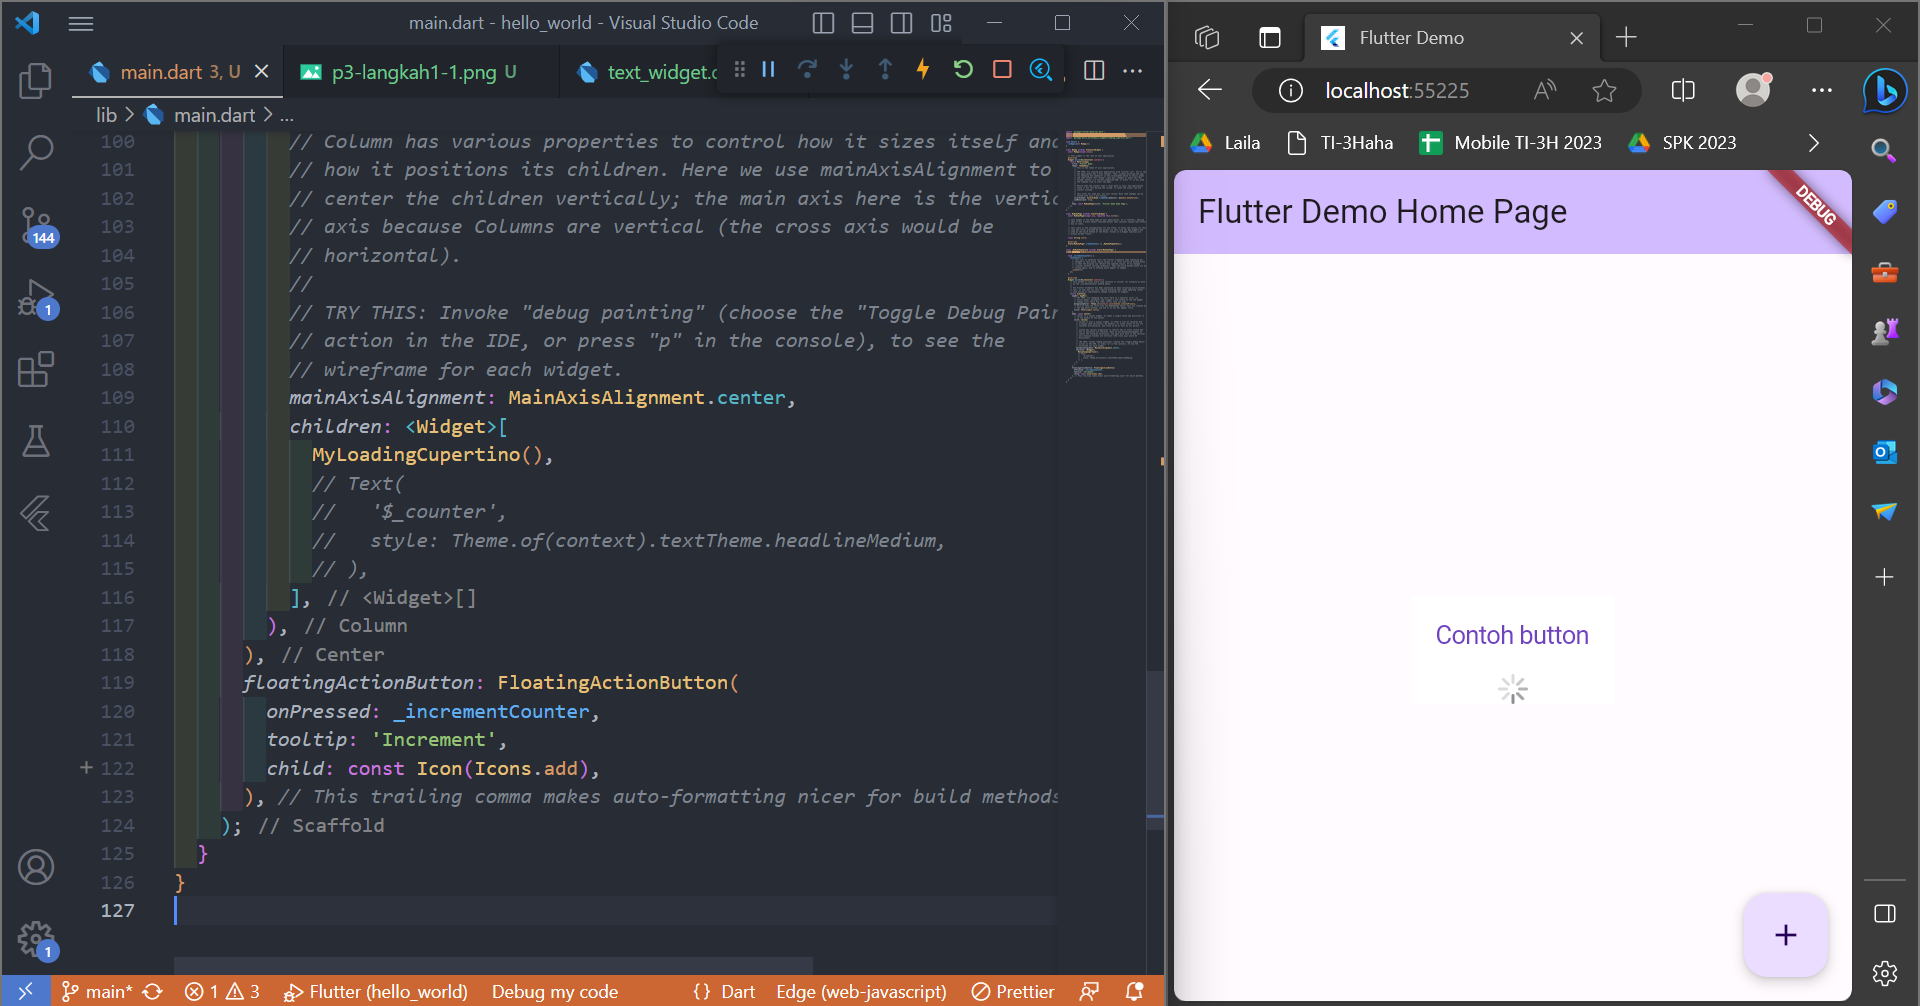 main.dart - hello_world - Visual Studio Code
main.dart 3, U
p3-langkah1-1.png U
text_widget.
lib > main.dart > ...
100 // Column has various properties to control how it sizes itself and
101 // how it positions its children. Here we use mainAxisAlignment to
102 // center the children vertically; the main axis here is the vertic
103 // axis because Columns are vertical (the cross axis would be
104 // horizontal).
105 //
106 // TRY THIS: Invoke "debug painting" (choose the "Toggle Debug Pain
107 // action in the IDE, or press "p" in the console), to see the
108 // wireframe for each widget.
109 mainAxisAlignment: MainAxisAlignment.center,
110 children: <Widget>[
111 MyLoadingCupertino(),
112 // Text(
113 //   '$_counter',
114 //   style: Theme.of(context).textTheme.headlineMedium,
115 // ),
116 ], // <Widget>[]
117 ), // Column
118 ), // Center
119 floatingActionButton: FloatingActionButton(
120 onPressed: _incrementCounter,
121 tooltip: 'Increment',
122 child: const Icon(Icons.add),
123 ), // This trailing comma makes auto-formatting nicer for build methods
124 ); // Scaffold
125 }
126 }
127
144
1
1
main*
1 3
Flutter (hello_world)
Debug my code
{} Dart
Edge (web-javascript)
Prettier
Flutter Demo
localhost:55225
Laila
TI-3Haha
Mobile TI-3H 2023
SPK 2023
Flutter Demo Home Page
DEBUG
Contoh button